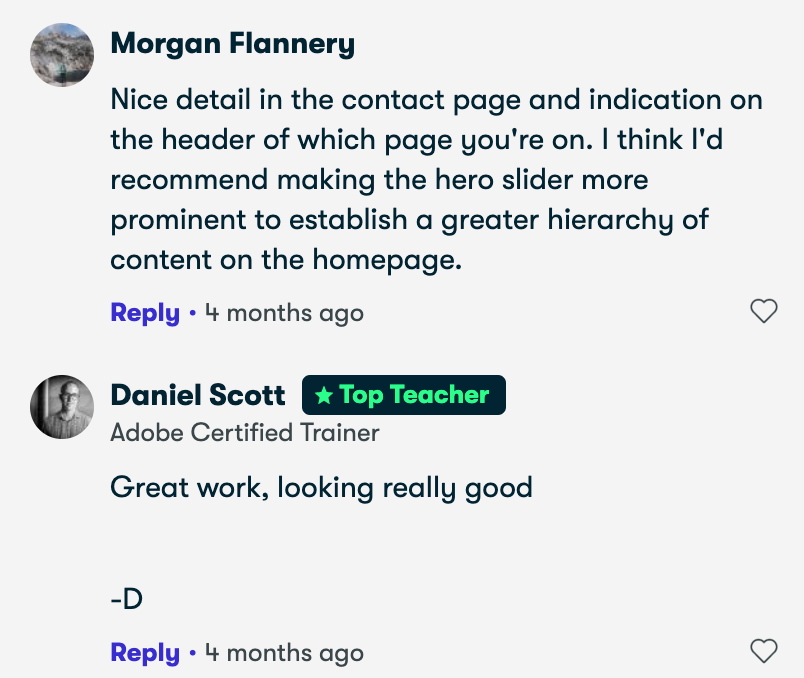 Morgan Flannery
Nice detail in the contact page and indication on
the header of which page you're on. I think I'd
recommend making the hero slider more
prominent to establish a greater hierarchy of
content on the homepage.
Reply • 4 months ago
Daniel Scott ★ Top Teacher
Adobe Certified Trainer
Great work, looking really good
-D
Reply • 4 months ago